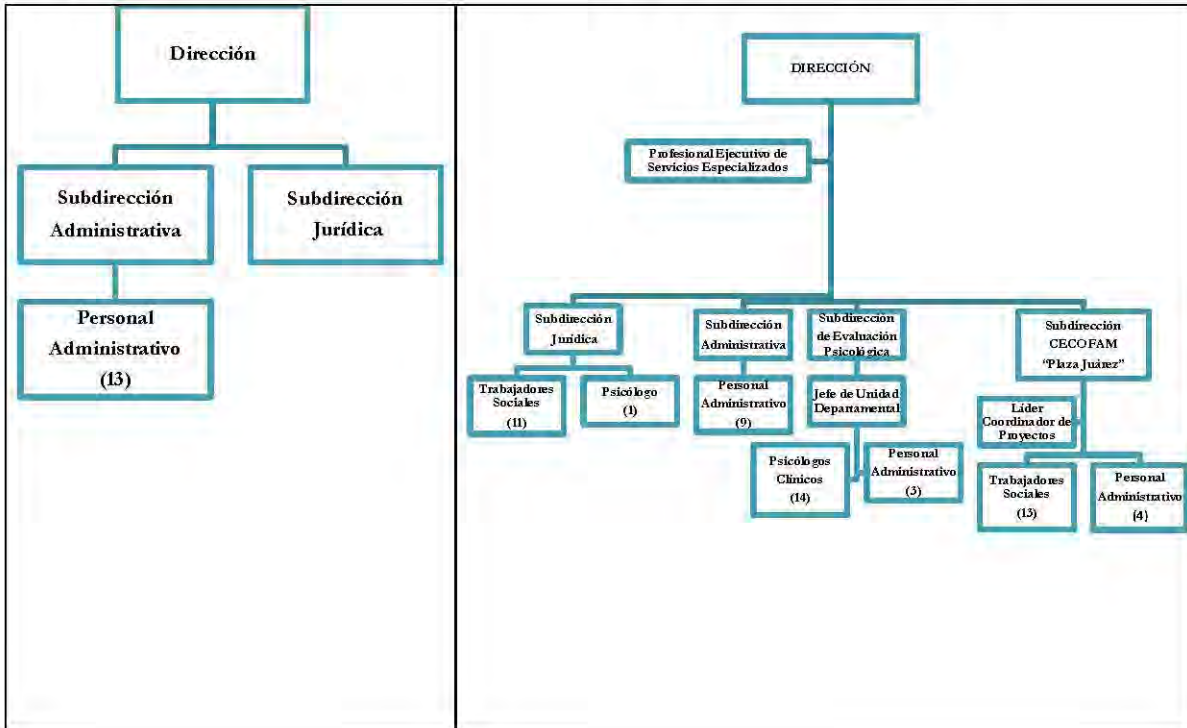 Dirección
Subdirección
Administrativa
Subdirección
Jurídica
Personal
Administrativo
(13)
DIRECCIÓN
Profesional Ejecutivo de
Servicios Especializados
Subdirección
Jurídica
Subdirección
Administrativa
Subdirección
de Evaluación
Psicológica
Subdirección
CECOFAM
“Plaza Juárez”
Trabajadores
Sociales
(11)
Psicólogo
(1)
Personal
Administrativo
(9)
Jefe de Unidad
Departamental
Líder
Coordinador de
Proyectos
Psicólogos
Clínicos
(14)
Personal
Administrativo
(3)
Trabajadores
Sociales
(13)
Personal
Administrativo
(4)